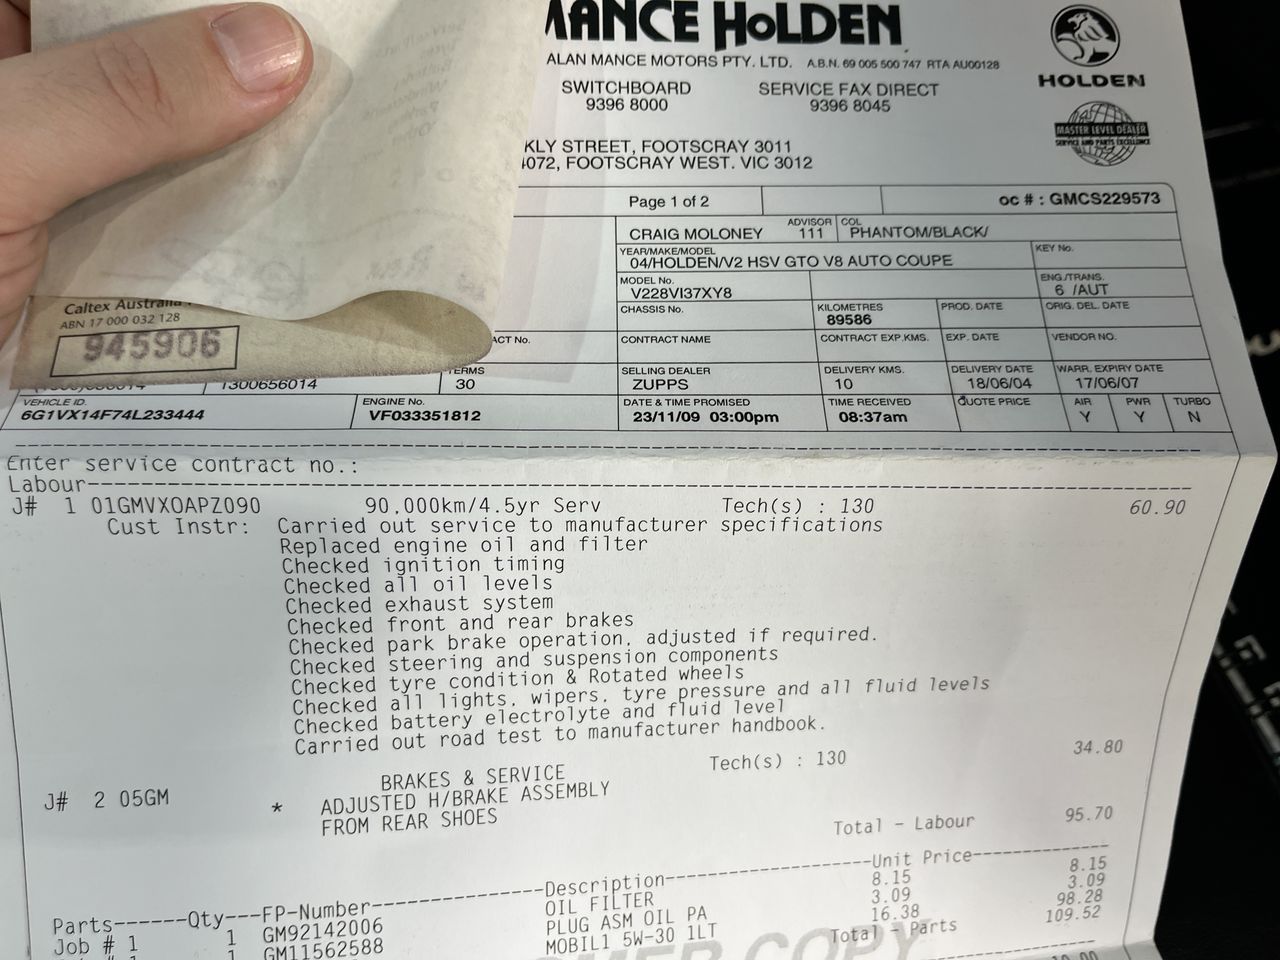 MANCE HOLDEN
ALAN MANCE MOTORS PTY. LTD. A.B.N. 69 005 500 747 RTA AU00128
HOLDEN
SWITCHBOARD
9396 8000
SERVICE FAX DIRECT
9396 8045
MASTER LEVEL DEALER
SERVICE AND PARTS EXCELLENCE
KLY STREET, FOOTSCRAY 3011
4072, FOOTSCRAY WEST. VIC 3012
Page 1 of 2
oc # : GMCS229573
CRAIG MOLONEY
ADVISOR
111
COL
PHANTOM/BLACK/
YEAR/MAKE/MODEL
04/HOLDEN/V2 HSV GTO V8 AUTO COUPE
KEY No.
MODEL No.
V228VI37XY8
ENG./TRANS.
6 /AUT
CHASSIS No.
KILOMETRES
89586
PROD. DATE
ORIG. DEL. DATE
Caltex Australia
ABN 17 000 032 128
945906
ACT No.
CONTRACT NAME
CONTRACT EXP.KMS.
EXP. DATE
VENDOR NO.
1300656014
TERMS
30
SELLING DEALER
ZUPPS
DELIVERY KMS.
10
DELIVERY DATE
18/06/04
WARR. EXPIRY DATE
17/06/07
VEHICLE ID.
6G1VX14F74L233444
ENGINE No.
VF033351812
DATE & TIME PROMISED
23/11/09 03:00pm
TIME RECEIVED
08:37am
QUOTE PRICE
AIR
Y
PWR
Y
TURBO
N
Enter service contract no.:
Labour
J# 1 01GMVXOAPZ090 90,000km/4.5yr Serv Tech(s) : 130 60.90
Cust Instr: Carried out service to manufacturer specifications
Replaced engine oil and filter
Checked ignition timing
Checked all oil levels
Checked exhaust system
Checked front and rear brakes
Checked park brake operation, adjusted if required.
Checked steering and suspension components
Checked tyre condition & Rotated wheels
Checked all lights, wipers, tyre pressure and all fluid levels
Checked battery electrolyte and fluid level
Carried out road test to manufacturer handbook.
J# 2 05GM BRAKES & SERVICE Tech(s) : 130 34.80
* ADJUSTED H/BRAKE ASSEMBLY
FROM REAR SHOES
Total - Labour 95.70
Parts------Qty---FP-Number---------------Description------------------Unit Price------------
Job # 1 1 GM92142006 OIL FILTER 8.15 8.15
1 GM11562588 PLUG ASM OIL PA 3.09 3.09
MOBIL1 5W-30 1LT 16.38 98.28
Total - Parts 109.52
COPY